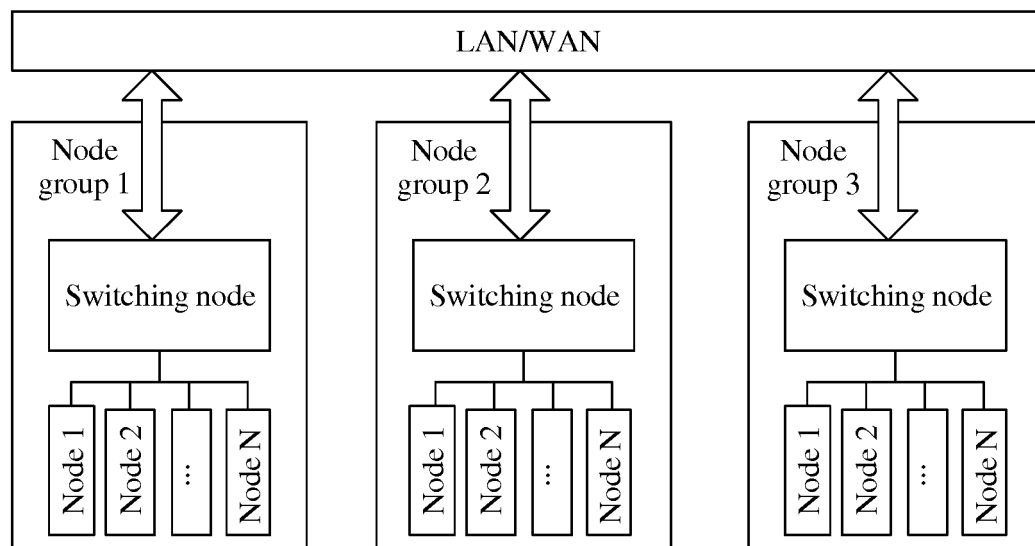 LAN/WAN
Node
group 1
Switching node
Node 1
Node 2
...
Node N
Node
group 2
Switching node
Node 1
Node 2
...
Node N
Node
group 3
Switching node
Node 1
Node 2
...
Node N